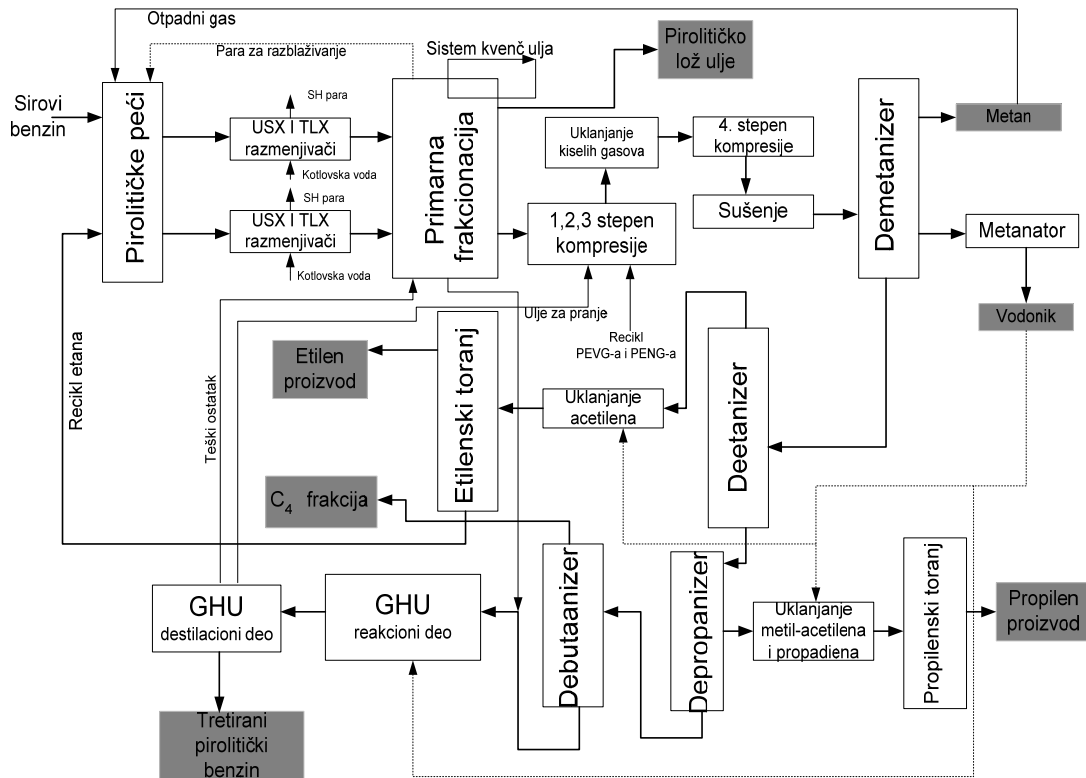 Otpadni gas
Para za razblaživanje
Sistem kvenč ulja
Pirolitičko
lož ulje
Sirovi
benzin
Pirolitičke peći
SH para
USX I TLX
razmenjivači
Kotlovska voda
SH para
USX I TLX
razmenjivači
Kotlovska voda
Primarna
frakcionacija
Uklanjanje
kiselih gasova
4. stepen
kompresije
Sušenje
1,2,3 stepen
kompresije
Demetanizer
Metan
Metanator
Vodonik
Ulje za pranje
Recikl
PEVG-a i PENG-a
Recikl etana
Teški ostatak
Etilen
proizvod
Etilenski toranj
Uklanjanje
acetilena
Deetanizer
C4 frakcija
GHU
destilacioni deo
GHU
reakcioni deo
Debutaanizer
Depropanizer
Uklanjanje
metil-acetilena
i propadiena
Propilenski toranj
Propilen
proizvod
Tretirani
pirolitički
benzin